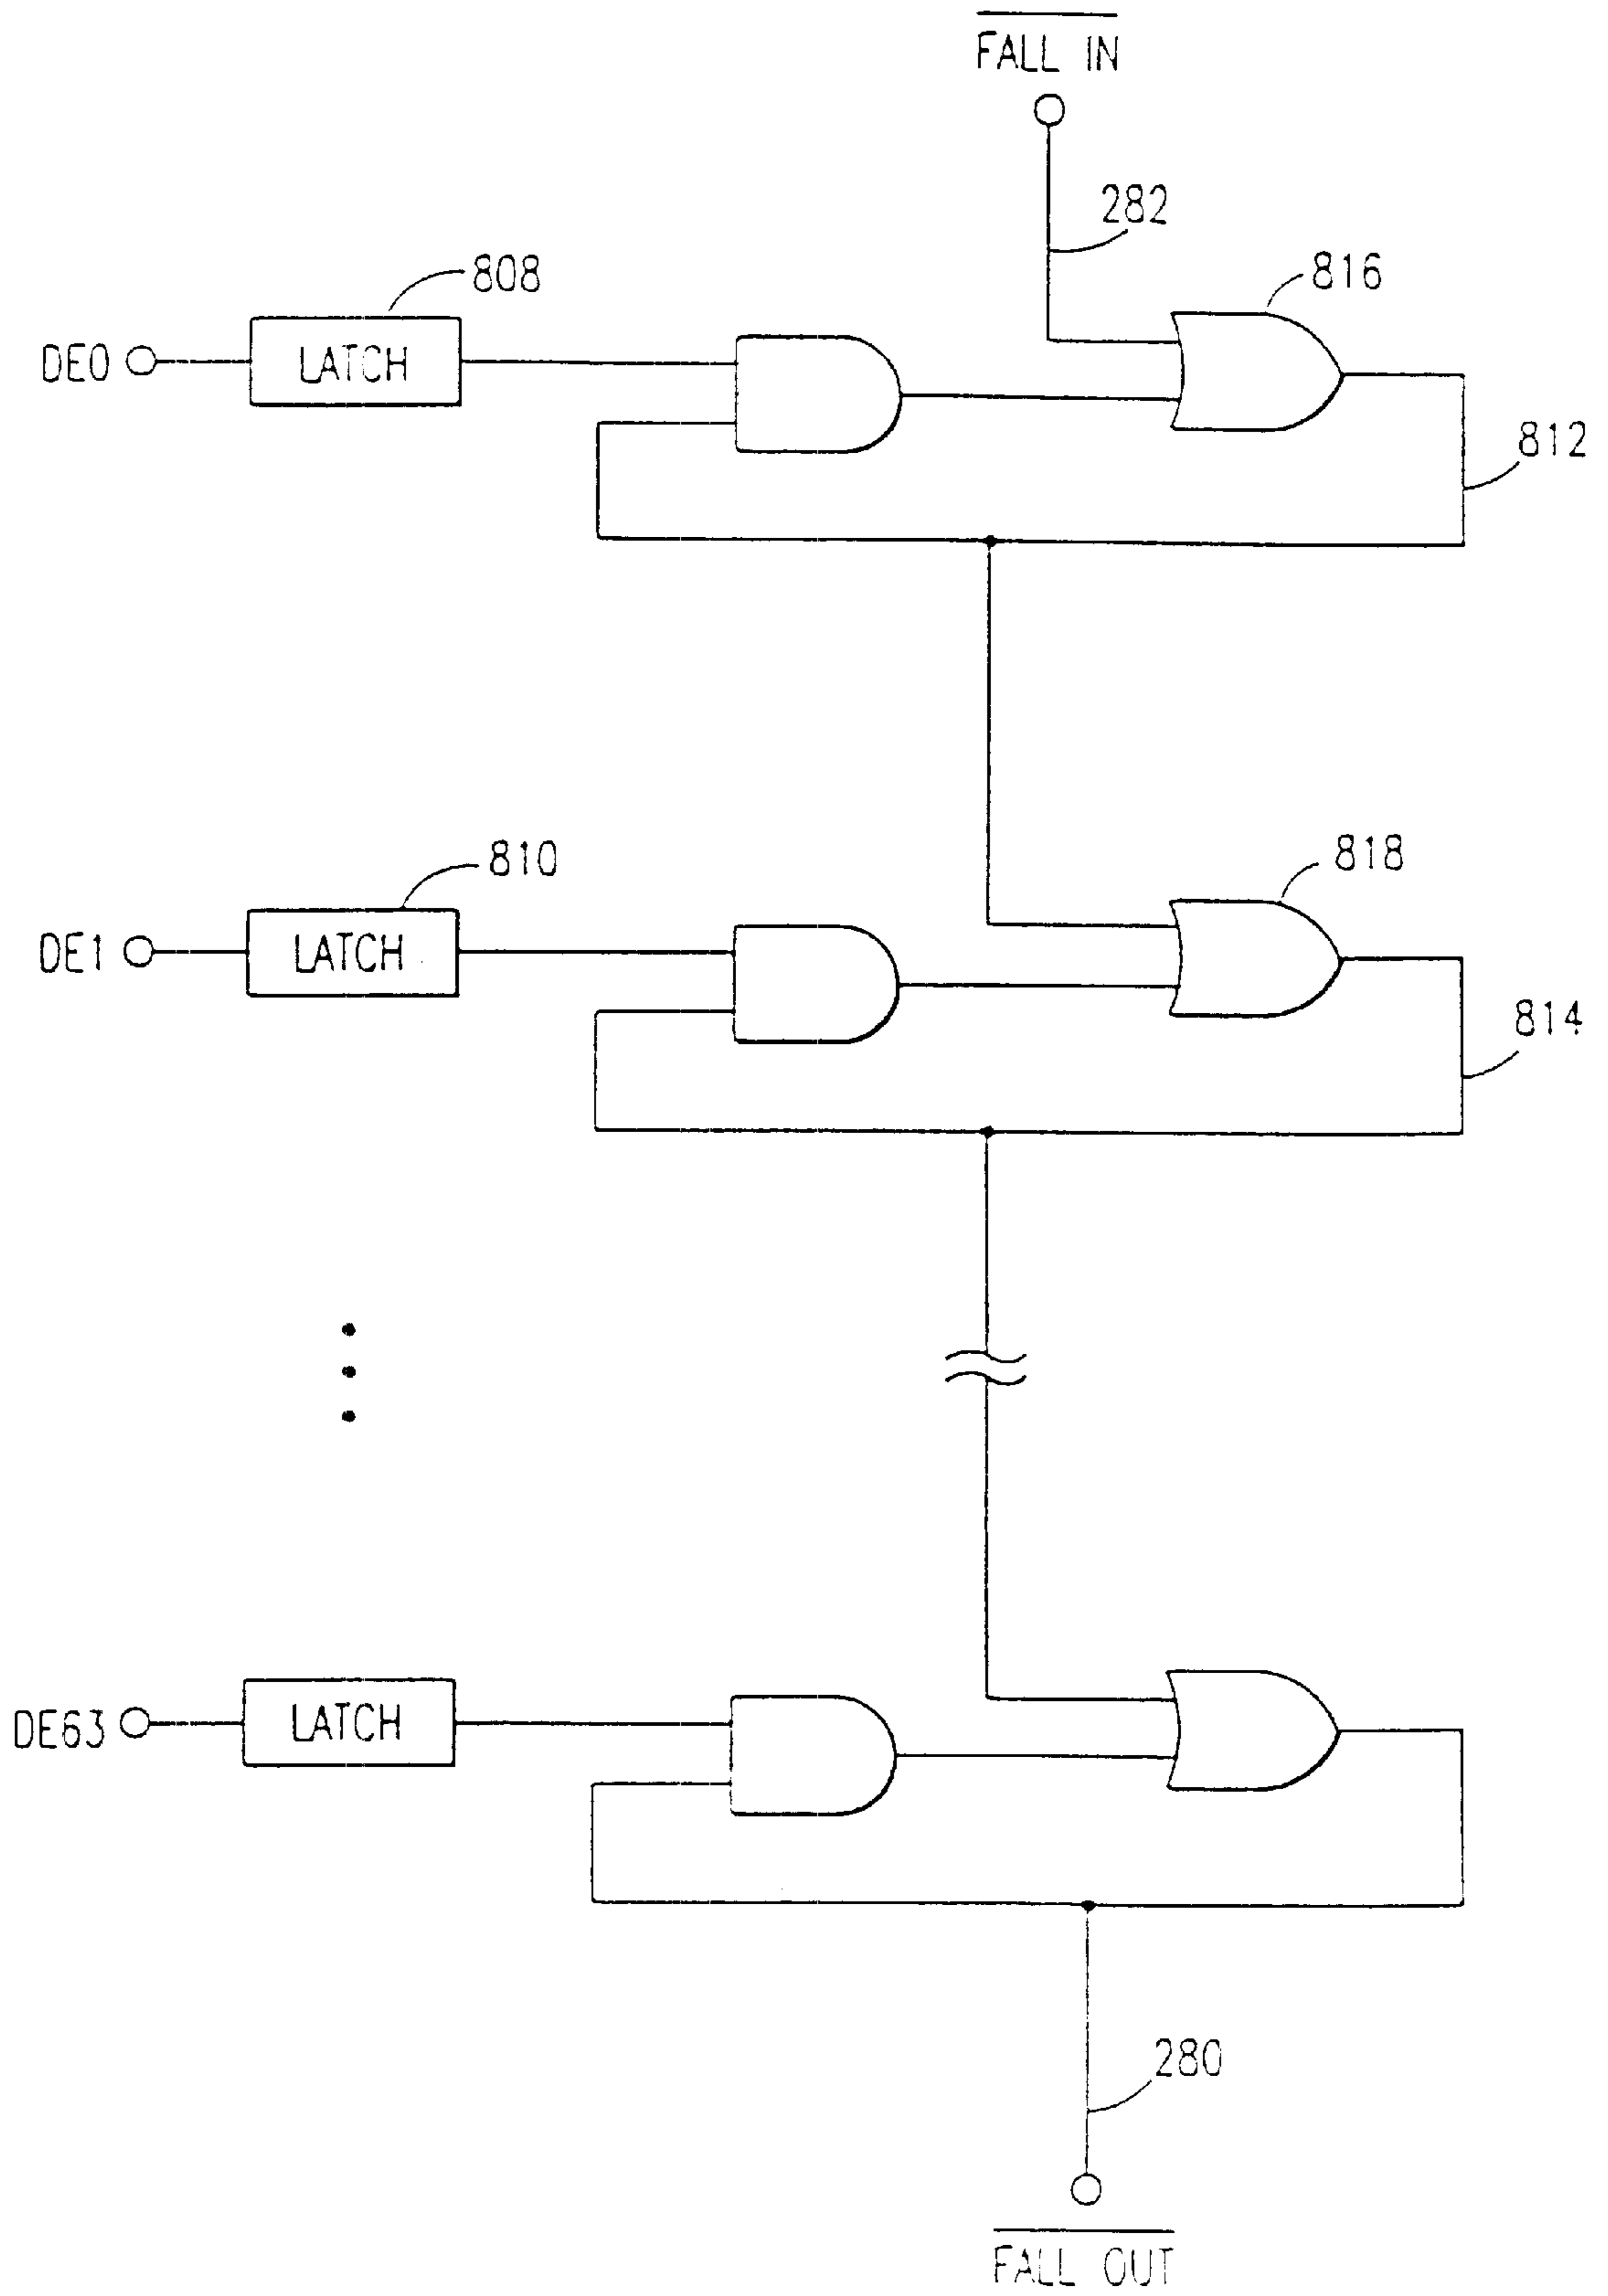 FALL IN
282
816
808
DE0
LATCH
812
818
810
DE1
LATCH
814
DE63
LATCH
280
FALL OUT